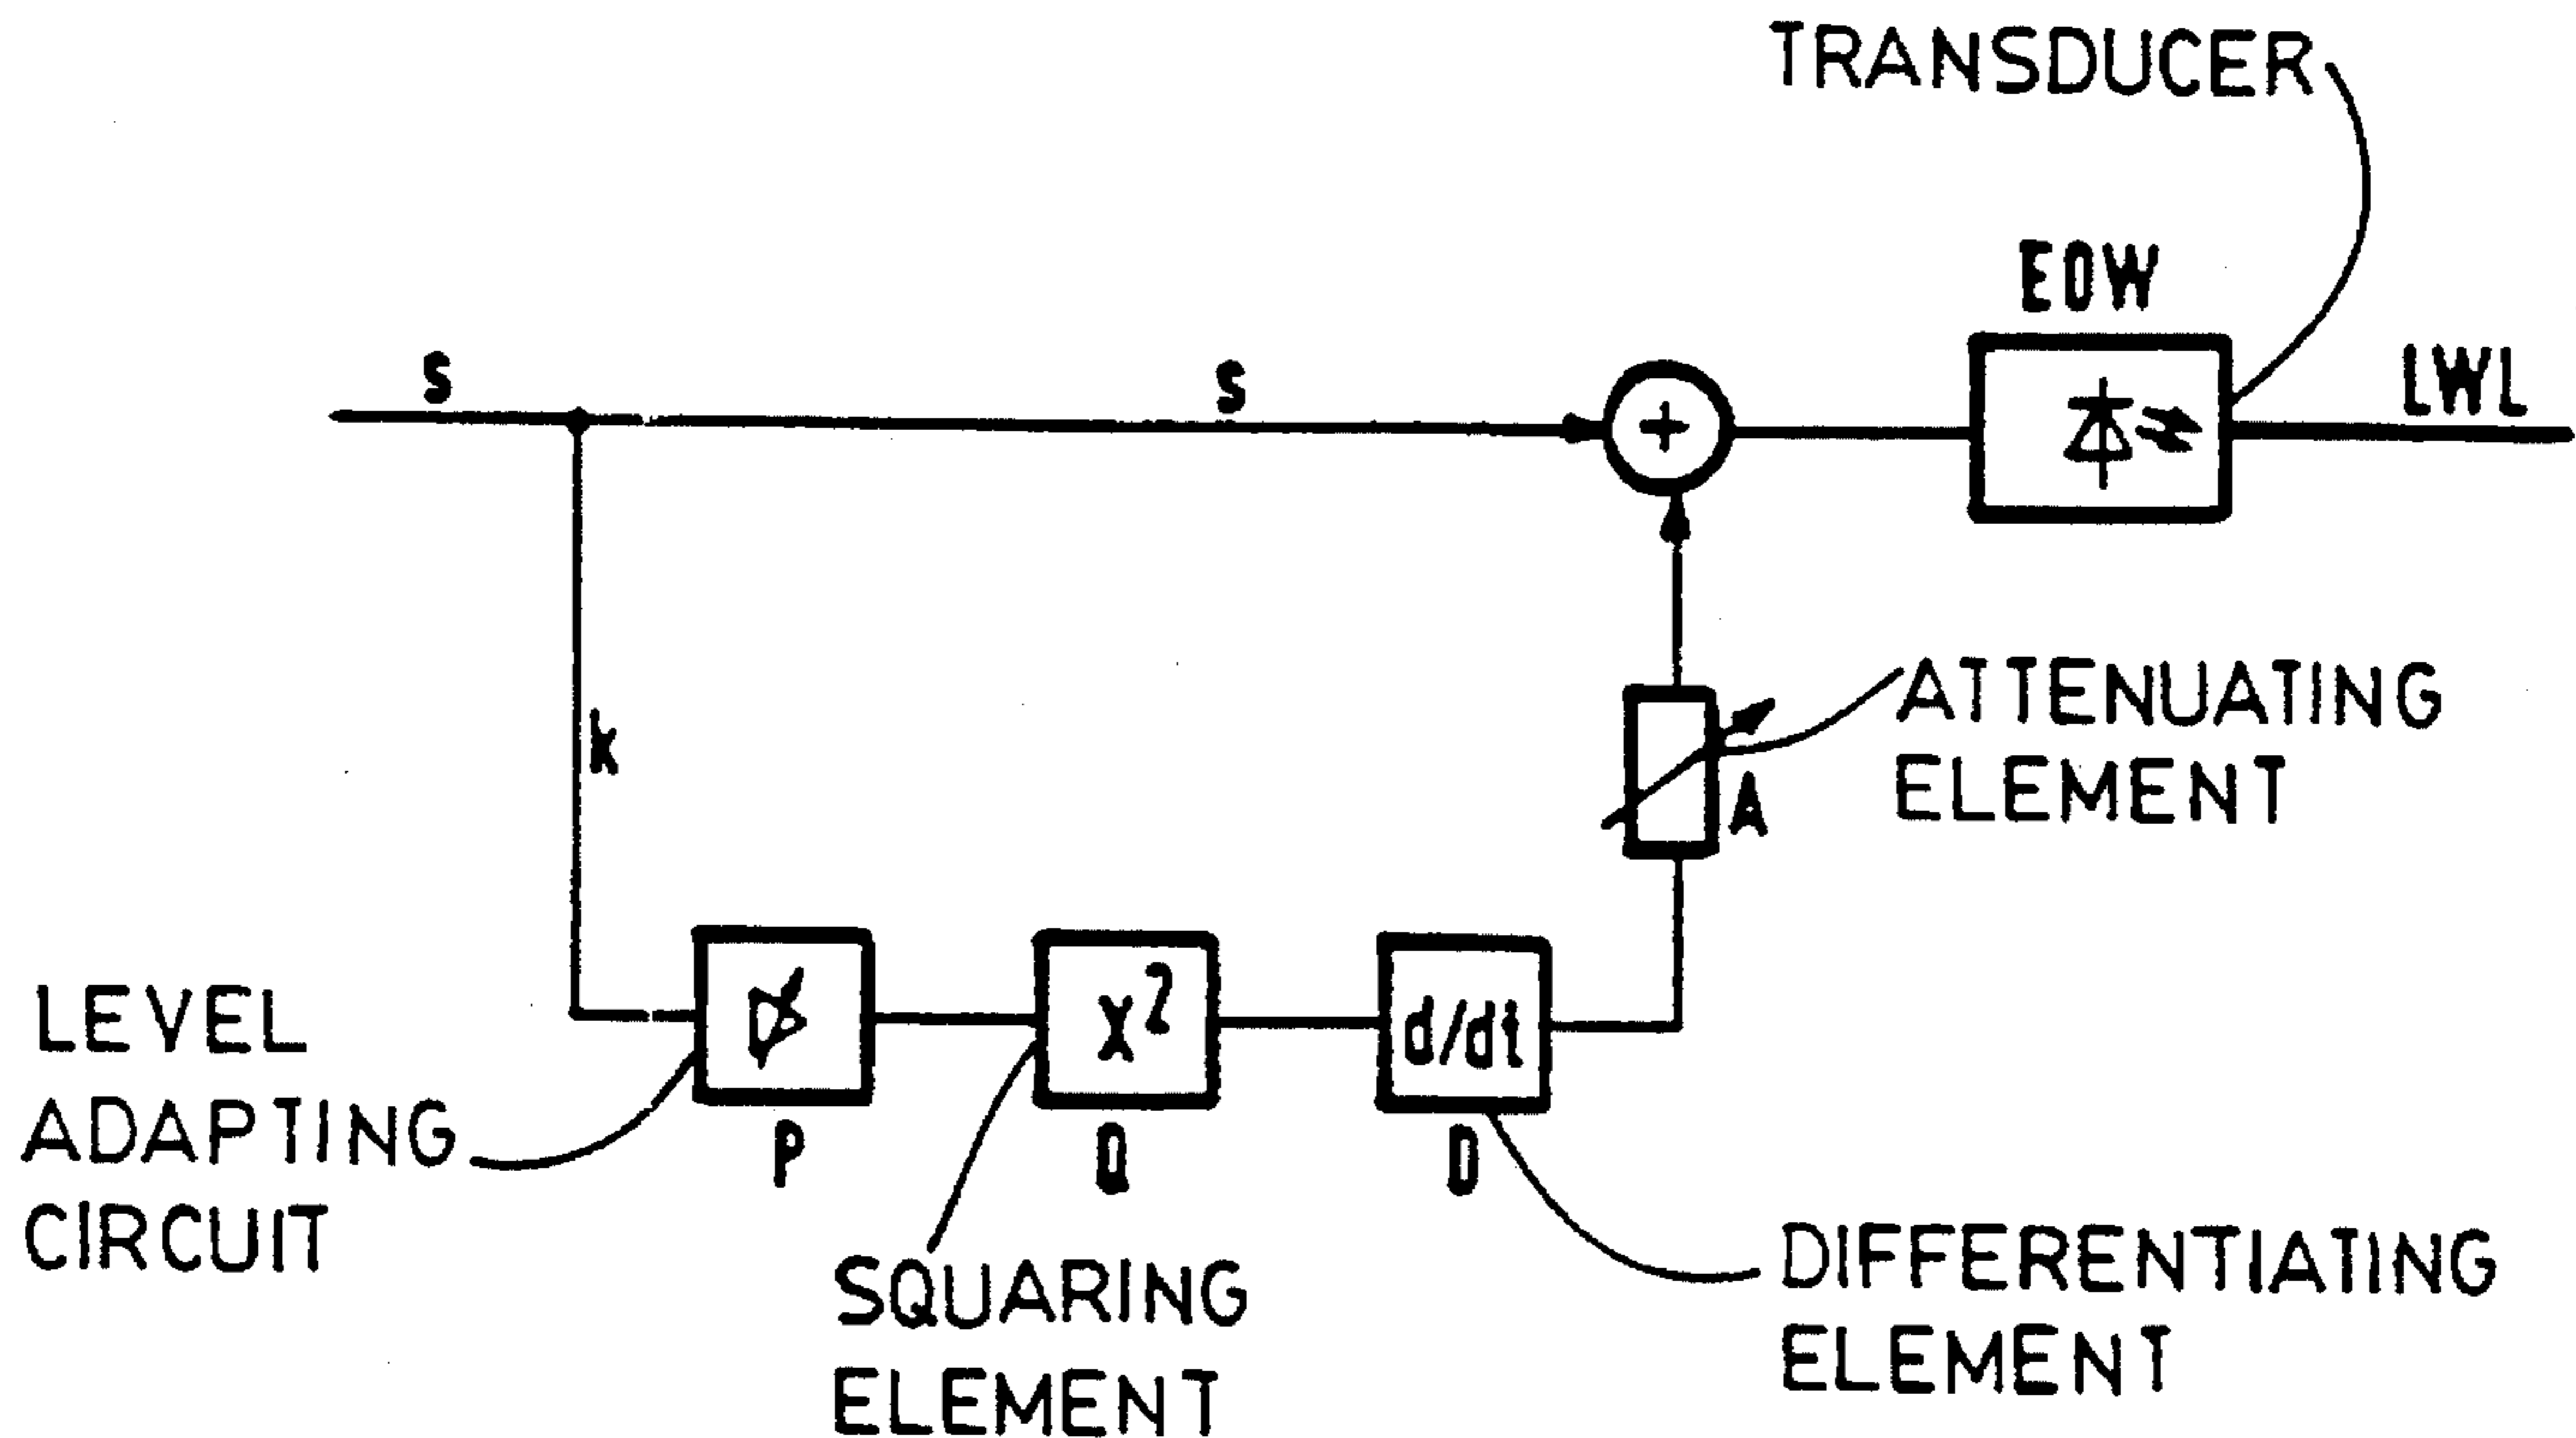 TRANSDUCER
EOW
S
S
+
LWL
k
ATTENUATING
ELEMENT
A
LEVEL
ADAPTING
CIRCUIT
X²
d/dt
P
Q
D
SQUARING
ELEMENT
DIFFERENTIATING
ELEMENT